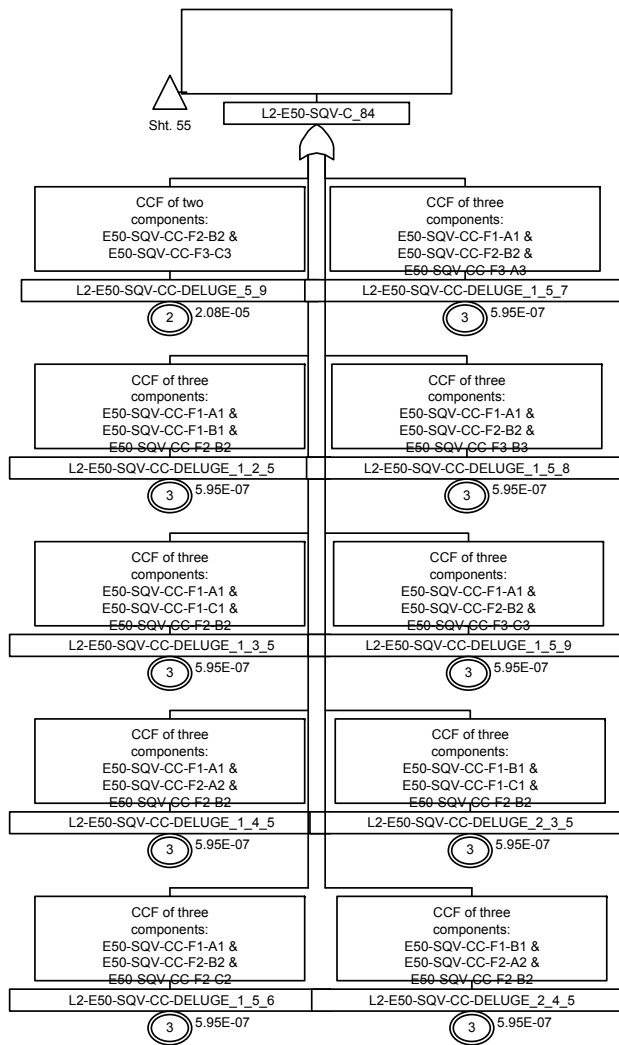 L2-E50-SQV-C_84
Sht. 55
CCF of two
components:
E50-SQV-CC-F2-B2 &
E50-SQV-CC-F3-C3
L2-E50-SQV-CC-DELUGE_5_9
2
2.08E-05
CCF of three
components:
E50-SQV-CC-F1-A1 &
E50-SQV-CC-F2-B2 &
E50-SQV-CC-F3-A3
L2-E50-SQV-CC-DELUGE_1_5_7
3
5.95E-07
CCF of three
components:
E50-SQV-CC-F1-A1 &
E50-SQV-CC-F1-B1 &
E50-SQV-CC-F2-B2
L2-E50-SQV-CC-DELUGE_1_2_5
3
5.95E-07
CCF of three
components:
E50-SQV-CC-F1-A1 &
E50-SQV-CC-F2-B2 &
E50-SQV-CC-F3-B3
L2-E50-SQV-CC-DELUGE_1_5_8
3
5.95E-07
CCF of three
components:
E50-SQV-CC-F1-A1 &
E50-SQV-CC-F1-C1 &
E50-SQV-CC-F2-B2
L2-E50-SQV-CC-DELUGE_1_3_5
3
5.95E-07
CCF of three
components:
E50-SQV-CC-F1-A1 &
E50-SQV-CC-F2-B2 &
E50-SQV-CC-F3-C3
L2-E50-SQV-CC-DELUGE_1_5_9
3
5.95E-07
CCF of three
components:
E50-SQV-CC-F1-A1 &
E50-SQV-CC-F2-A2 &
E50-SQV-CC-F2-B2
L2-E50-SQV-CC-DELUGE_1_4_5
3
5.95E-07
CCF of three
components:
E50-SQV-CC-F1-B1 &
E50-SQV-CC-F1-C1 &
E50-SQV-CC-F2-B2
L2-E50-SQV-CC-DELUGE_2_3_5
3
5.95E-07
CCF of three
components:
E50-SQV-CC-F1-A1 &
E50-SQV-CC-F2-B2 &
E50-SQV-CC-F2-C2
L2-E50-SQV-CC-DELUGE_1_5_6
3
5.95E-07
CCF of three
components:
E50-SQV-CC-F1-B1 &
E50-SQV-CC-F2-A2 &
E50-SQV-CC-F2-B2
L2-E50-SQV-CC-DELUGE_2_4_5
3
5.95E-07